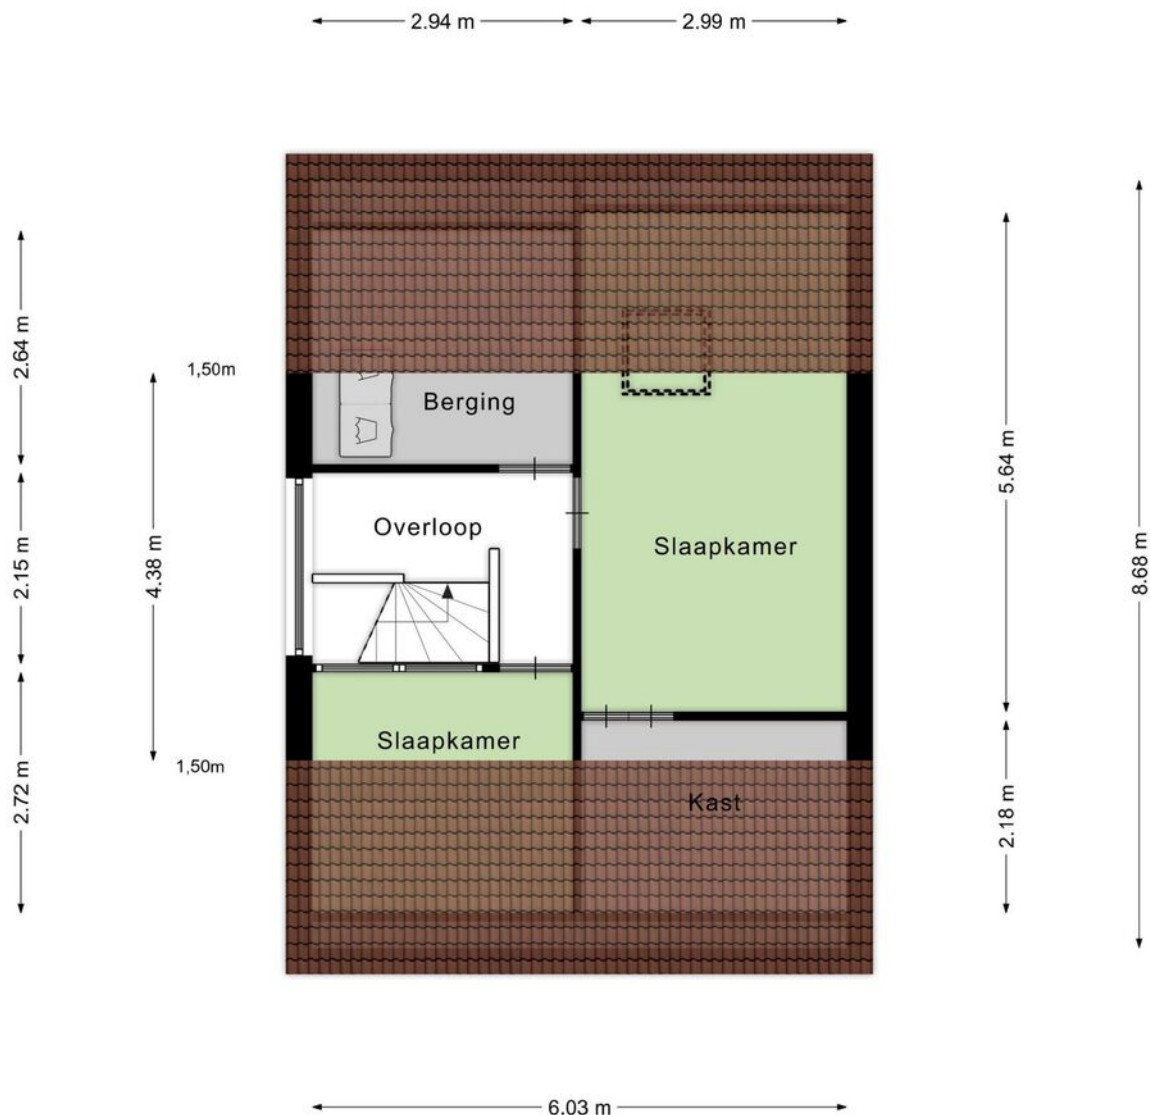 2.94 m
2.99 m
2.64 m
1,50m
Berging
5.64 m
Overloop
Slaapkamer
2.15 m
4.38 m
8.68 m
Slaapkamer
1,50m
2.72 m
Kast
2.18 m
6.03 m